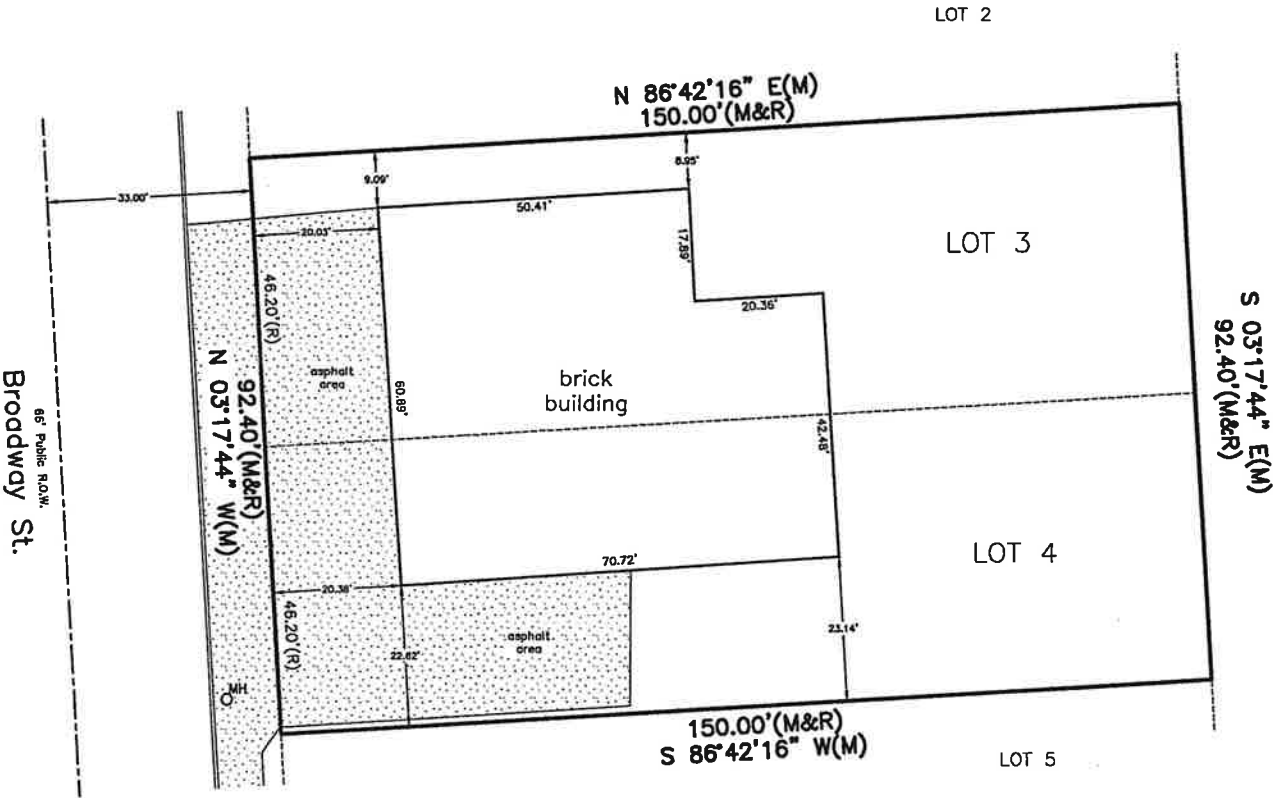 LOT 2
N 86°42'16" E(M)
150.00'(M&R)
33.00'
9.09'
8.95'
50.41'
20.03'
17.89'
LOT 3
20.36'
46.20'(R)
asphalt
area
60.89'
brick
building
S 03°17'44" E(M)
92.40'(M&R)
92.40'(M&R)
N 03°17'44" W(M)
42.48'
66' Public R.O.W.
Broadway St.
70.72'
LOT 4
20.36'
46.20'(R)
asphalt
area
22.62'
23.14'
MH
150.00'(M&R)
S 86°42'16" W(M)
LOT 5